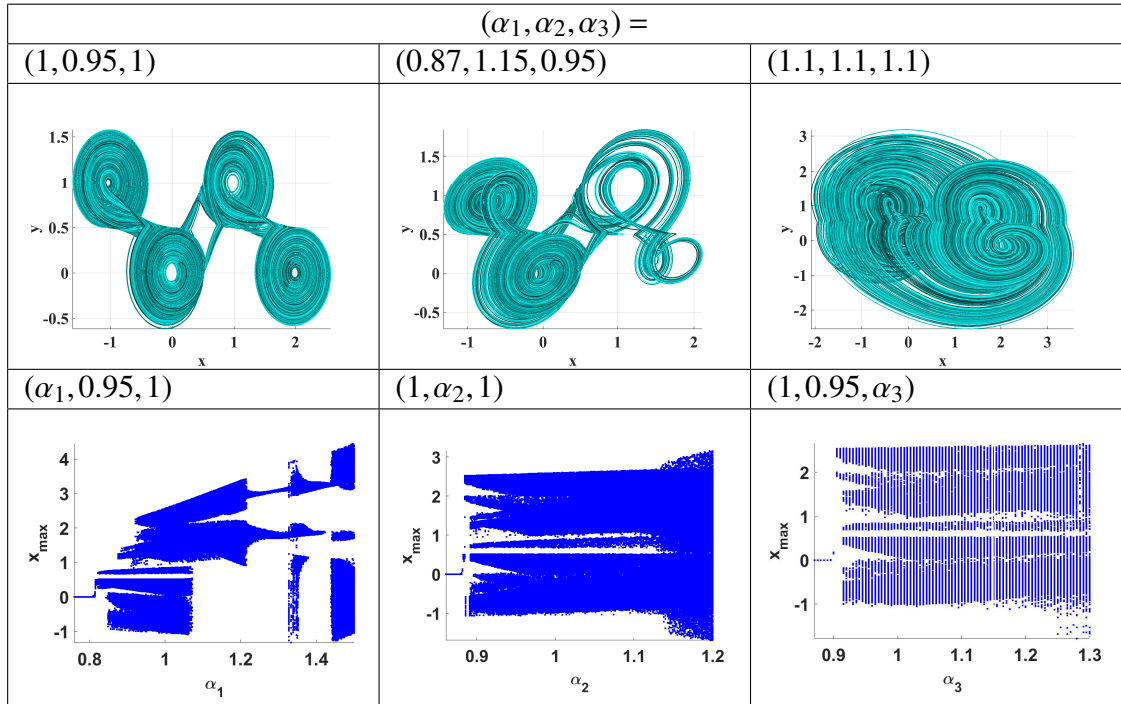 (α₁, α₂, α₃) =
(1, 0.95, 1)
(0.87, 1.15, 0.95)
(1.1, 1.1, 1.1)
1.5
1
y
0.5
0
-0.5
-1 0 1 2
x
1.5
1
y
0.5
0
-0.5
-1 0 1 2
x
3
2
1
y
0
-1
-2
-2 -1 0 1 2 3
x
(α₁, 0.95, 1)
(1, α₂, 1)
(1, 0.95, α₃)
4
3
2
x_max
1
0
-1
0.8 1 1.2 1.4
α₁
3
2
x_max
1
0
-1
0.9 1 1.1 1.2
α₂
2
x_max
1
0
-1
0.9 1 1.1 1.2 1.3
α₃